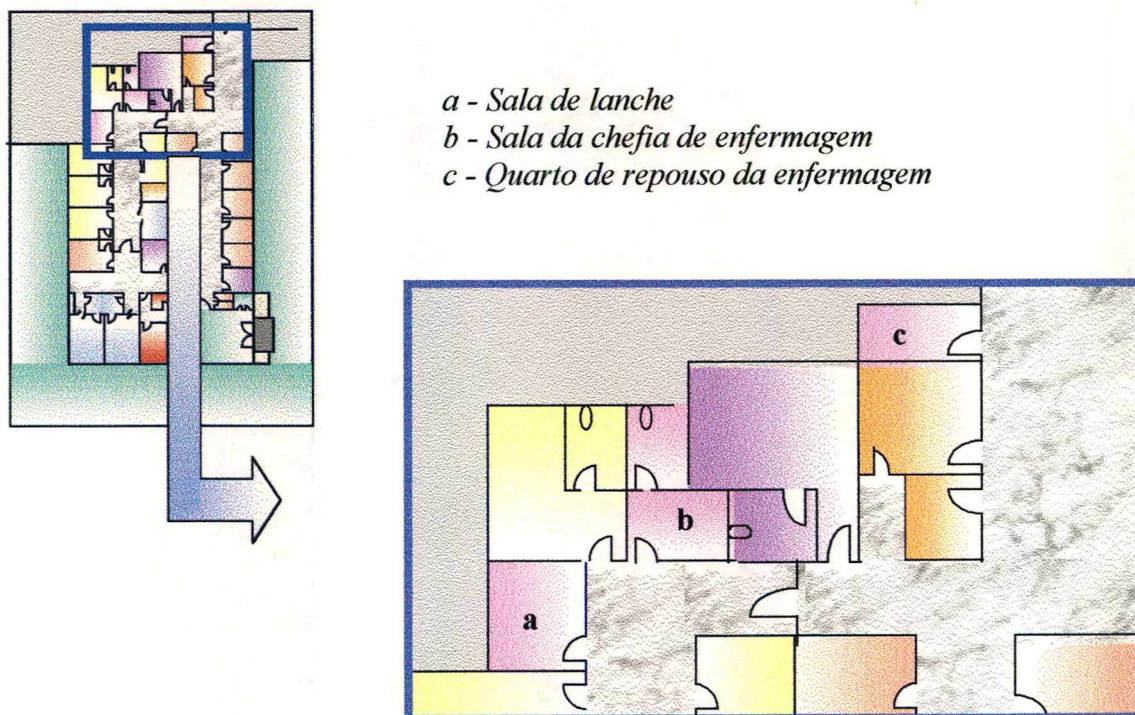 a - Sala de lanche
b - Sala da chefia de enfermagem
c - Quarto de repouso da enfermagem
c
b
a